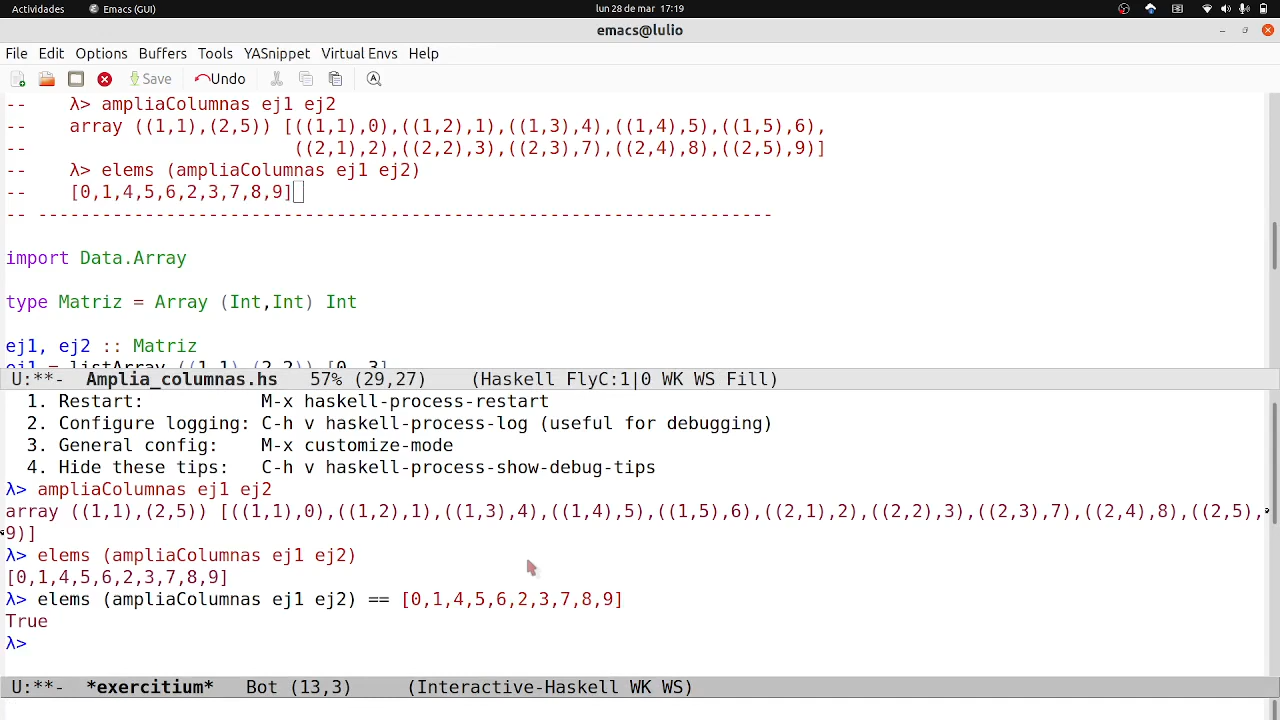 Actividades Emacs (GUI) lun 28 de mar 17:19
emacs@lulio
File Edit Options Buffers Tools YASnippet Virtual Envs Help
Save Undo
--    λ> ampliaColumnas ej1 ej2
--    array ((1,1),(2,5)) [((1,1),0),((1,2),1),((1,3),4),((1,4),5),((1,5),6),
--                         ((2,1),2),((2,2),3),((2,3),7),((2,4),8),((2,5),9)]
--    λ> elems (ampliaColumnas ej1 ej2)
--    [0,1,4,5,6,2,3,7,8,9]
-- ---------------------------------------------------------------------
import Data.Array
type Matriz = Array (Int,Int) Int
ej1, ej2 :: Matriz
ej1 = listArray ((1,1),(2,2)) [0..3]
U:**-  Amplia_columnas.hs   57% (29,27)    (Haskell FlyC:1|0 WK WS Fill)
1. Restart:           M-x haskell-process-restart
2. Configure logging: C-h v haskell-process-log (useful for debugging)
3. General config:    M-x customize-mode
4. Hide these tips:   C-h v haskell-process-show-debug-tips
λ> ampliaColumnas ej1 ej2
array ((1,1),(2,5)) [((1,1),0),((1,2),1),((1,3),4),((1,4),5),((1,5),6),((2,1),2),((2,2),3),((2,3),7),((2,4),8),((2,5),
9)]
λ> elems (ampliaColumnas ej1 ej2)
[0,1,4,5,6,2,3,7,8,9]
λ> elems (ampliaColumnas ej1 ej2) == [0,1,4,5,6,2,3,7,8,9]
True
λ>
U:**-  *exercitium*   Bot (13,3)     (Interactive-Haskell WK WS)